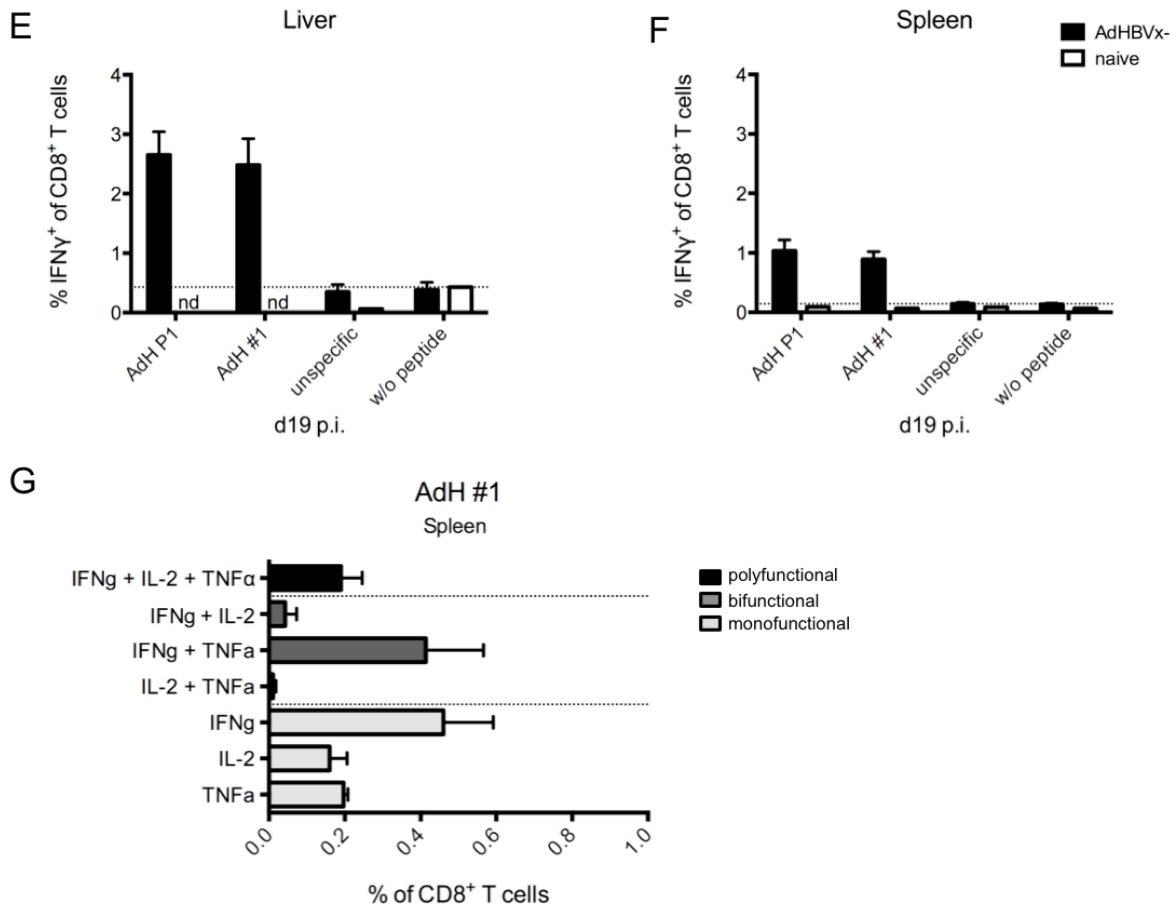 E
Liver
% IFNγ⁺ of CD8⁺ T cells
4
3
2
1
0
nd
nd
AdH P1
AdH #1
unspecific
w/o peptide
d19 p.i.
F
Spleen
AdHBVx-
naive
% IFNγ⁺ of CD8⁺ T cells
4
3
2
1
0
AdH P1
AdH #1
unspecific
w/o peptide
d19 p.i.
G
AdH #1
Spleen
IFNg + IL-2 + TNFα
IFNg + IL-2
IFNg + TNFa
IL-2 + TNFa
IFNg
IL-2
TNFa
0.0
0.2
0.4
0.6
0.8
1.0
% of CD8⁺ T cells
polyfunctional
bifunctional
monofunctional